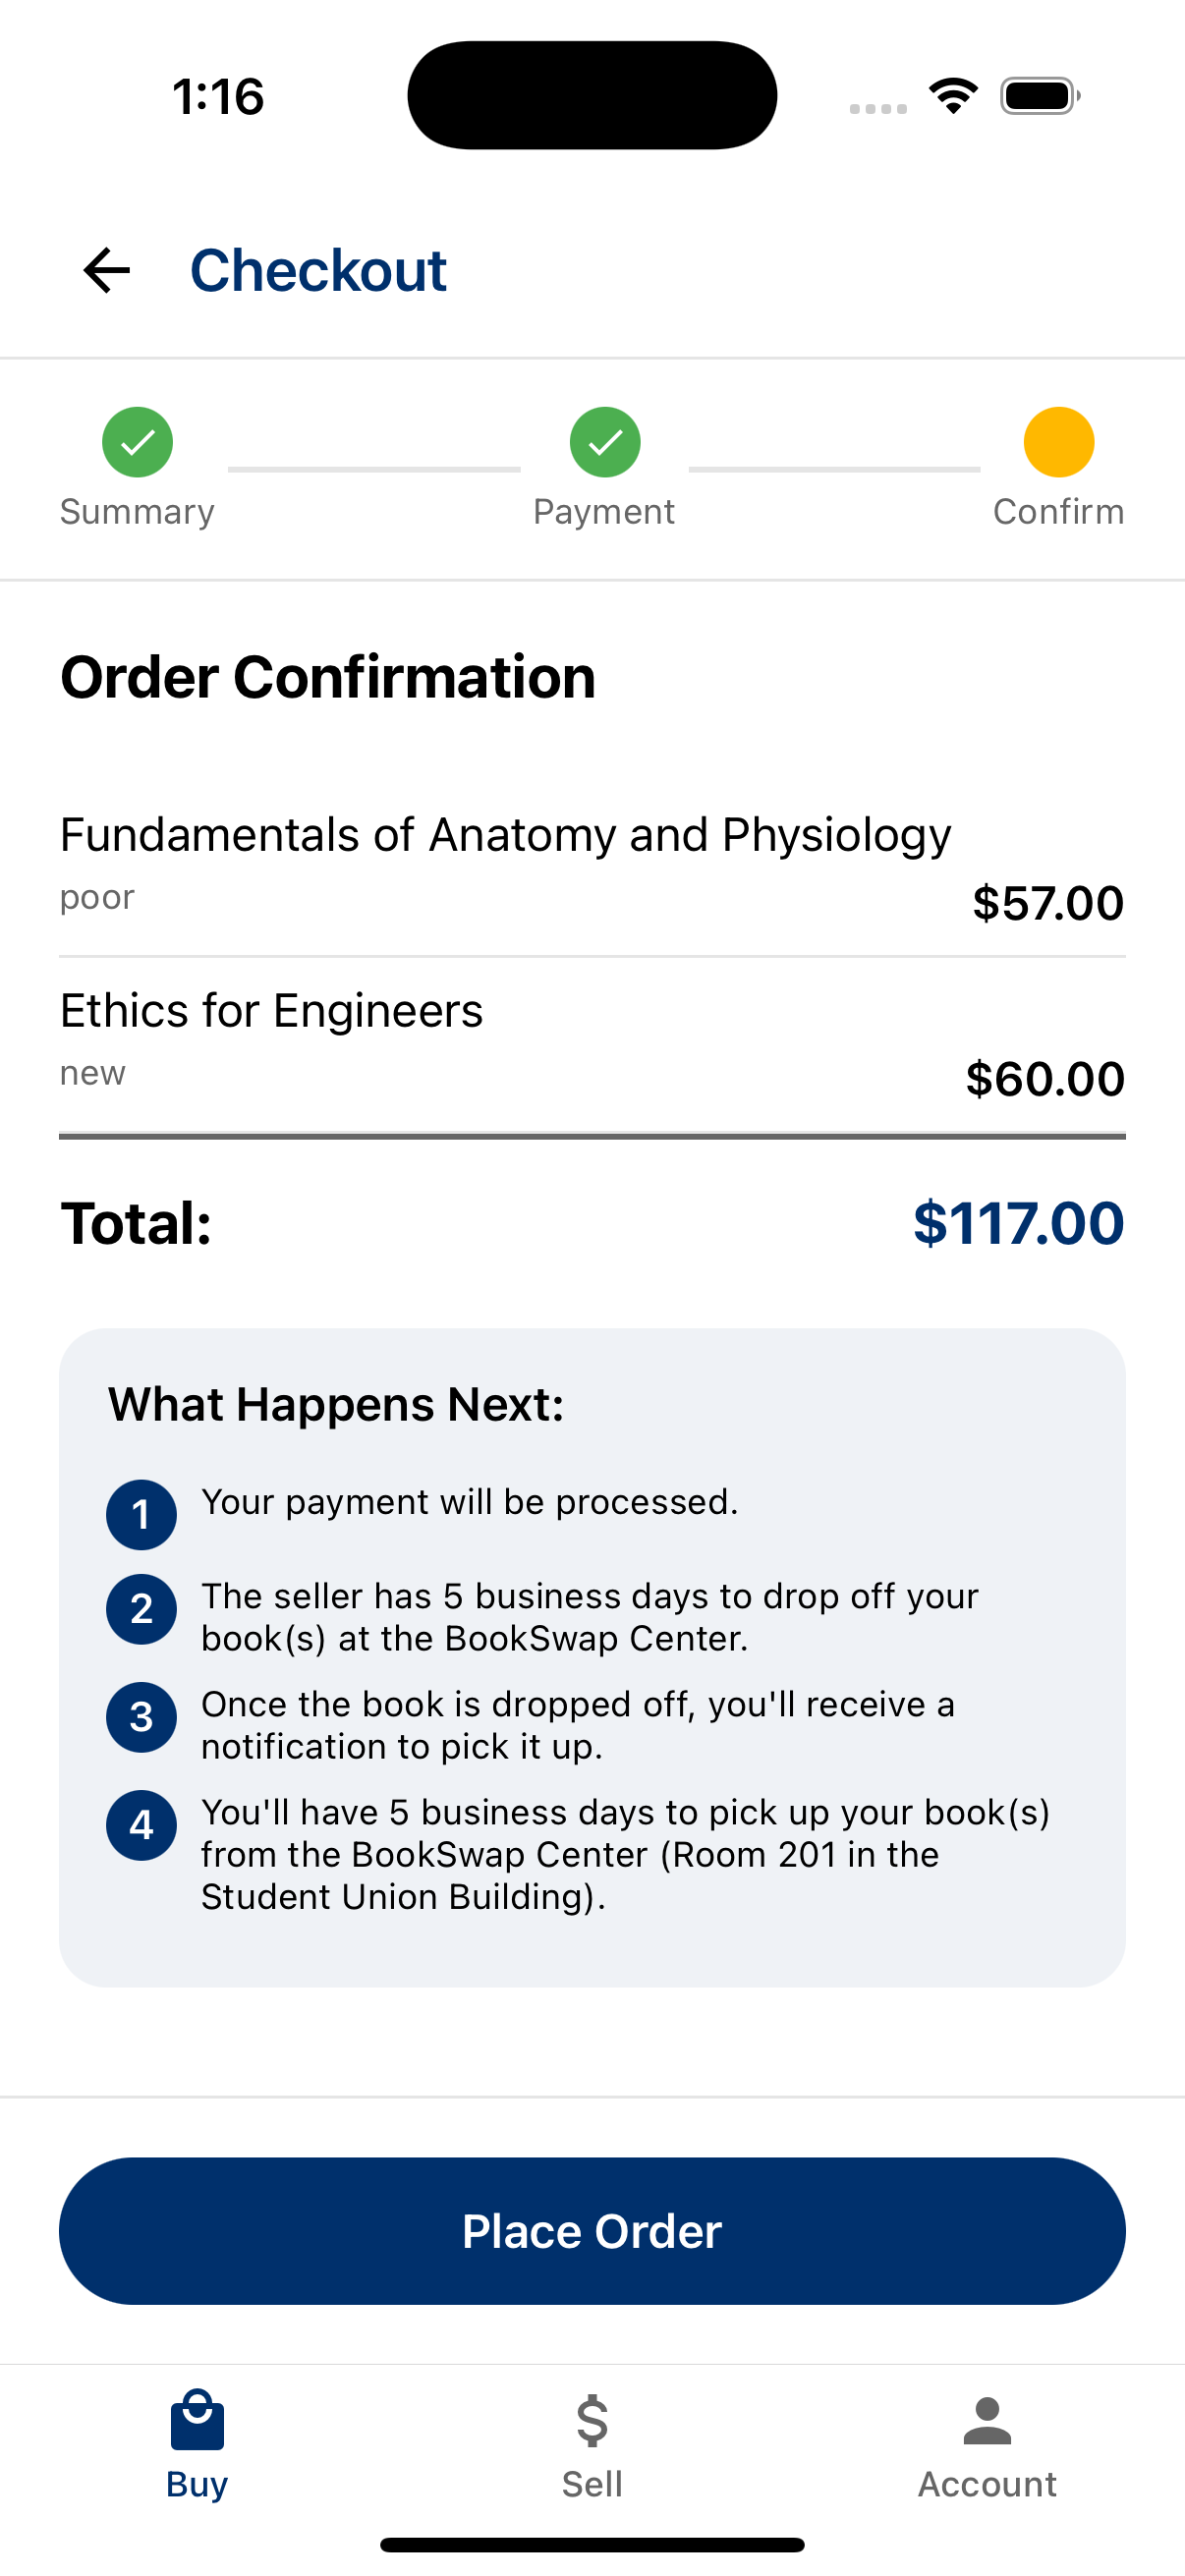 1:16
Checkout
Summary
Payment
Confirm
Order Confirmation
Fundamentals of Anatomy and Physiology
poor
$57.00
Ethics for Engineers
new
$60.00
Total:
$117.00
What Happens Next:
1
Your payment will be processed.
2
The seller has 5 business days to drop off your
book(s) at the BookSwap Center.
3
Once the book is dropped off, you'll receive a
notification to pick it up.
4
You'll have 5 business days to pick up your book(s)
from the BookSwap Center (Room 201 in the
Student Union Building).
Place Order
Buy
Sell
Account